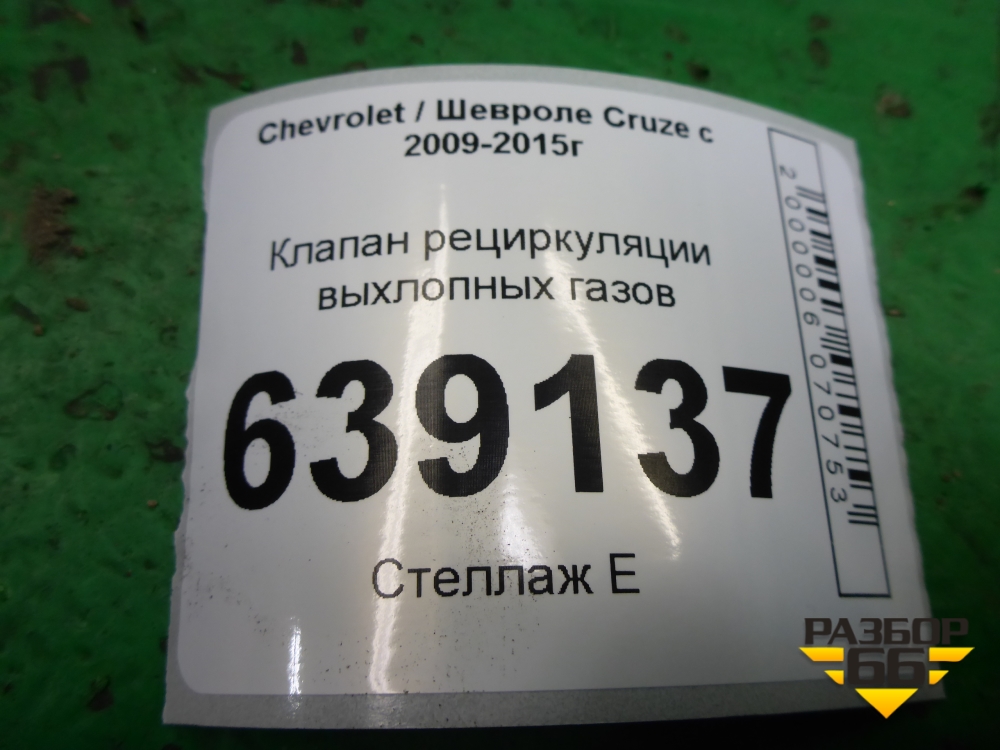 Chevrolet / Шевроле Cruze с
2009-2015г
Клапан рециркуляции
выхлопных газов
639137
Стеллаж Е
2000006070753
РАЗБОР
66